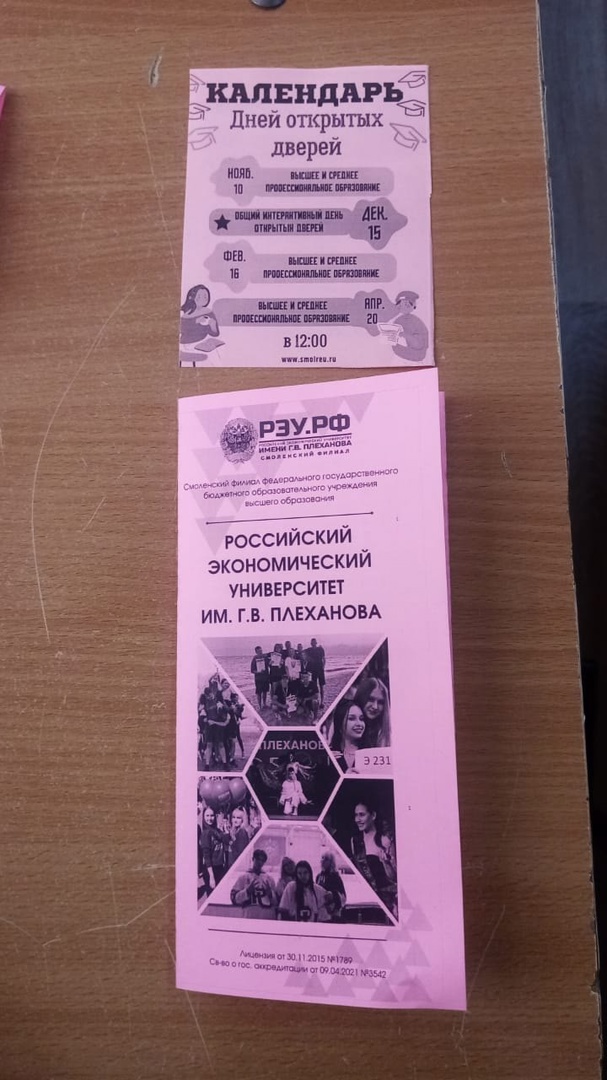 КАЛЕНДАРЬ
Дней открытых
дверей
НОЯБ.
10
ВЫСШЕЕ И СРЕДНЕЕ
ПРОФЕССИОНАЛЬНОЕ ОБРАЗОВАНИЕ
ОБЩИЙ ИНТЕРАКТИВНЫЙ ДЕНЬ
ОТКРЫТЫХ ДВЕРЕЙ
ДЕК.
15
ФЕВ.
16
ВЫСШЕЕ И СРЕДНЕЕ
ПРОФЕССИОНАЛЬНОЕ ОБРАЗОВАНИЕ
ВЫСШЕЕ И СРЕДНЕЕ
ПРОФЕССИОНАЛЬНОЕ ОБРАЗОВАНИЕ
АПР.
20
в 12:00
www.smolreu.ru
РЭУ.РФ
РОССИЙСКИЙ ЭКОНОМИЧЕСКИЙ УНИВЕРСИТЕТ
ИМЕНИ Г.В. ПЛЕХАНОВА
СМОЛЕНСКИЙ ФИЛИАЛ
Смоленский филиал федерального государственного
бюджетного образовательного учреждения
высшего образования
РОССИЙСКИЙ
ЭКОНОМИЧЕСКИЙ
УНИВЕРСИТЕТ
ИМ. Г.В. ПЛЕХАНОВА
ПЛЕХАНОВ
Э 231
Лицензия от 30.11.2015 №1789
Св-во о гос. аккредитации от 09.04.2021 №3542